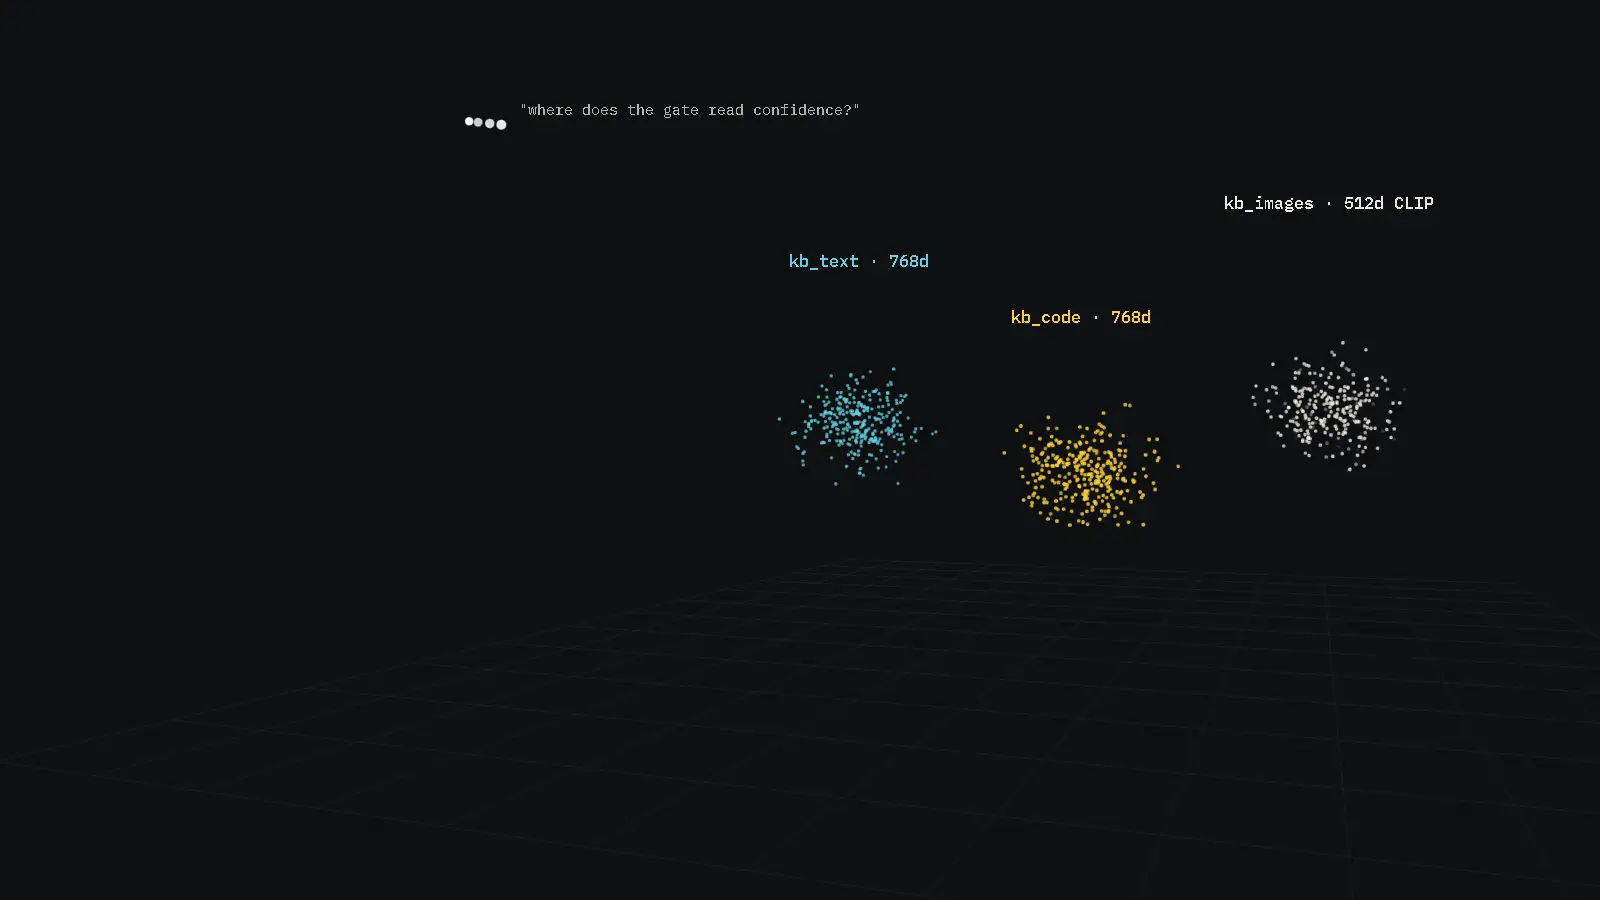 "where does the gate read confidence?"
kb_images · 512d CLIP
kb_text · 768d
kb_code · 768d